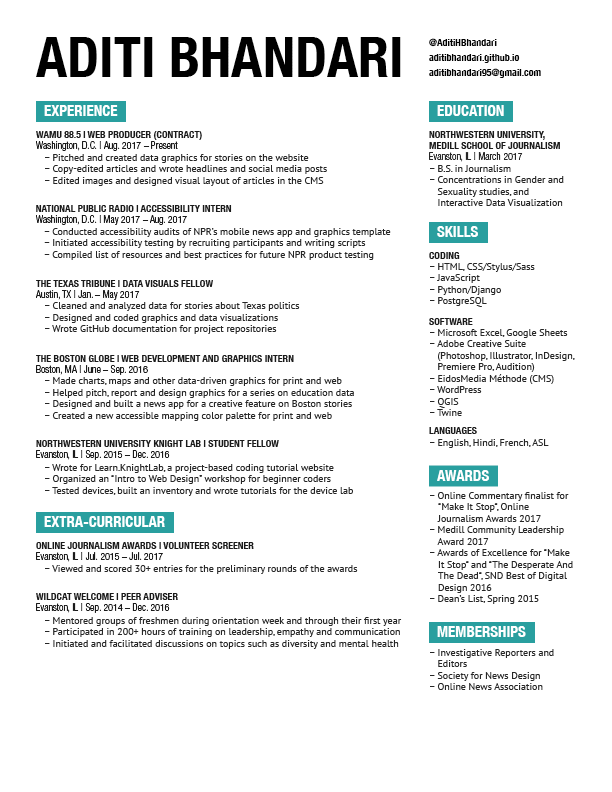 ADITI BHANDARI
@AditiHBhandari
aditibhandari.github.io
aditibhandari95@gmail.com
EXPERIENCE
WAMU 88.5 | WEB PRODUCER (CONTRACT)
Washington, D.C. | Aug. 2017 – Present
– Pitched and created data graphics for stories on the website
– Copy-edited articles and wrote headlines and social media posts
– Edited images and designed visual layout of articles in the CMS
NATIONAL PUBLIC RADIO | ACCESSIBILITY INTERN
Washington, D.C. | May 2017 – Aug. 2017
– Conducted accessibility audits of NPR's mobile news app and graphics template
– Initiated accessibility testing by recruiting participants and writing scripts
– Compiled list of resources and best practices for future NPR product testing
THE TEXAS TRIBUNE | DATA VISUALS FELLOW
Austin, TX | Jan. – May 2017
– Cleaned and analyzed data for stories about Texas politics
– Designed and coded graphics and data visualizations
– Wrote GitHub documentation for project repositories
THE BOSTON GLOBE | WEB DEVELOPMENT AND GRAPHICS INTERN
Boston, MA | June – Sep. 2016
– Made charts, maps and other data-driven graphics for print and web
– Helped pitch, report and design graphics for a series on education data
– Designed and built a news app for a creative feature on Boston stories
– Created a new accessible mapping color palette for print and web
NORTHWESTERN UNIVERSITY KNIGHT LAB | STUDENT FELLOW
Evanston, IL | Sep. 2015 – Dec. 2016
– Wrote for Learn.KnightLab, a project-based coding tutorial website
– Organized an "Intro to Web Design" workshop for beginner coders
– Tested devices, built an inventory and wrote tutorials for the device lab
EXTRA-CURRICULAR
ONLINE JOURNALISM AWARDS | VOLUNTEER SCREENER
Evanston, IL | Jul. 2015 – Jul. 2017
– Viewed and scored 30+ entries for the preliminary rounds of the awards
WILDCAT WELCOME | PEER ADVISER
Evanston, IL | Sep. 2014 – Dec. 2016
– Mentored groups of freshmen during orientation week and through their first year
– Participated in 200+ hours of training on leadership, empathy and communication
– Initiated and facilitated discussions on topics such as diversity and mental health
EDUCATION
NORTHWESTERN UNIVERSITY,
MEDILL SCHOOL OF JOURNALISM
Evanston, IL | March 2017
– B.S. in Journalism
– Concentrations in Gender and
Sexuality studies, and
Interactive Data Visualization
SKILLS
CODING
– HTML, CSS/Stylus/Sass
– JavaScript
– Python/Django
– PostgreSQL
SOFTWARE
– Microsoft Excel, Google Sheets
– Adobe Creative Suite
(Photoshop, Illustrator, InDesign,
Premiere Pro, Audition)
– EidosMedia Méthode (CMS)
– WordPress
– QGIS
– Twine
LANGUAGES
– English, Hindi, French, ASL
AWARDS
– Online Commentary finalist for
"Make It Stop", Online
Journalism Awards 2017
– Medill Community Leadership
Award 2017
– Awards of Excellence for "Make
It Stop" and "The Desperate And
The Dead", SND Best of Digital
Design 2016
– Dean's List, Spring 2015
MEMBERSHIPS
– Investigative Reporters and
Editors
– Society for News Design
– Online News Association